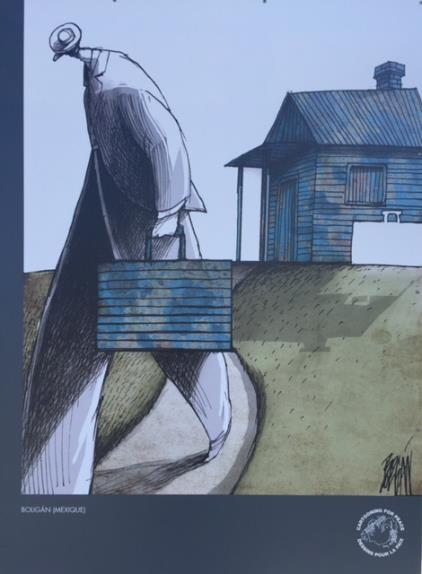 BOLIGÁN (MEXIQUE)
CARTOONING FOR PEACE
DESSINS POUR LA PAIX